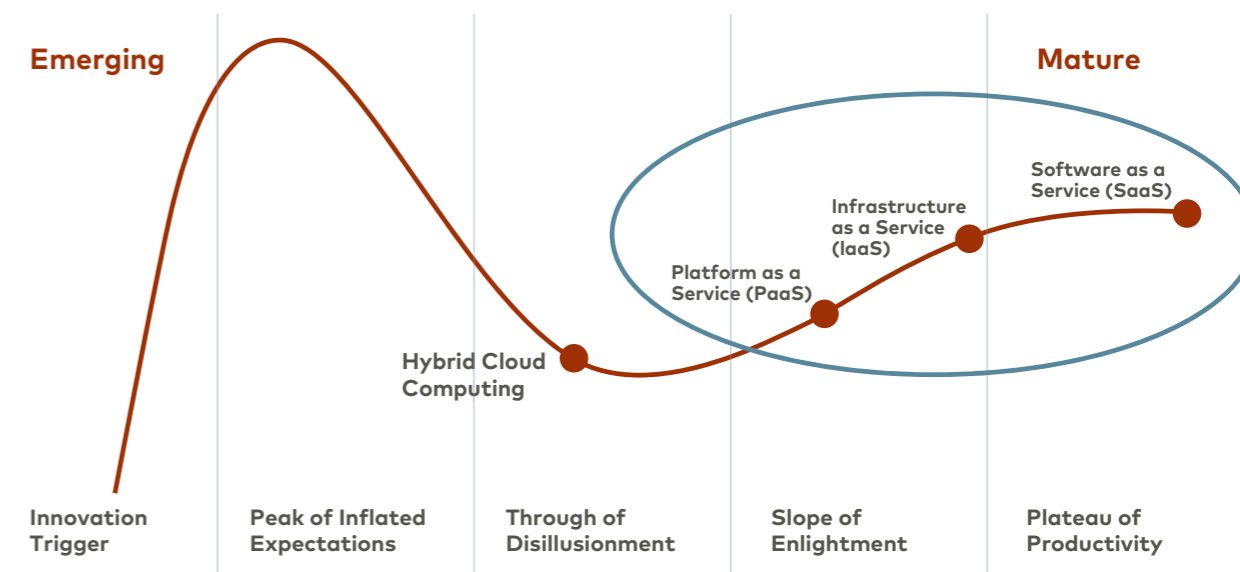 Emerging
Mature
Software as a
Service (SaaS)
Infrastructure
as a Service
(IaaS)
Platform as a
Service (PaaS)
Hybrid Cloud
Computing
Innovation
Trigger
Peak of Inflated
Expectations
Through of
Disillusionment
Slope of
Enlightment
Plateau of
Productivity